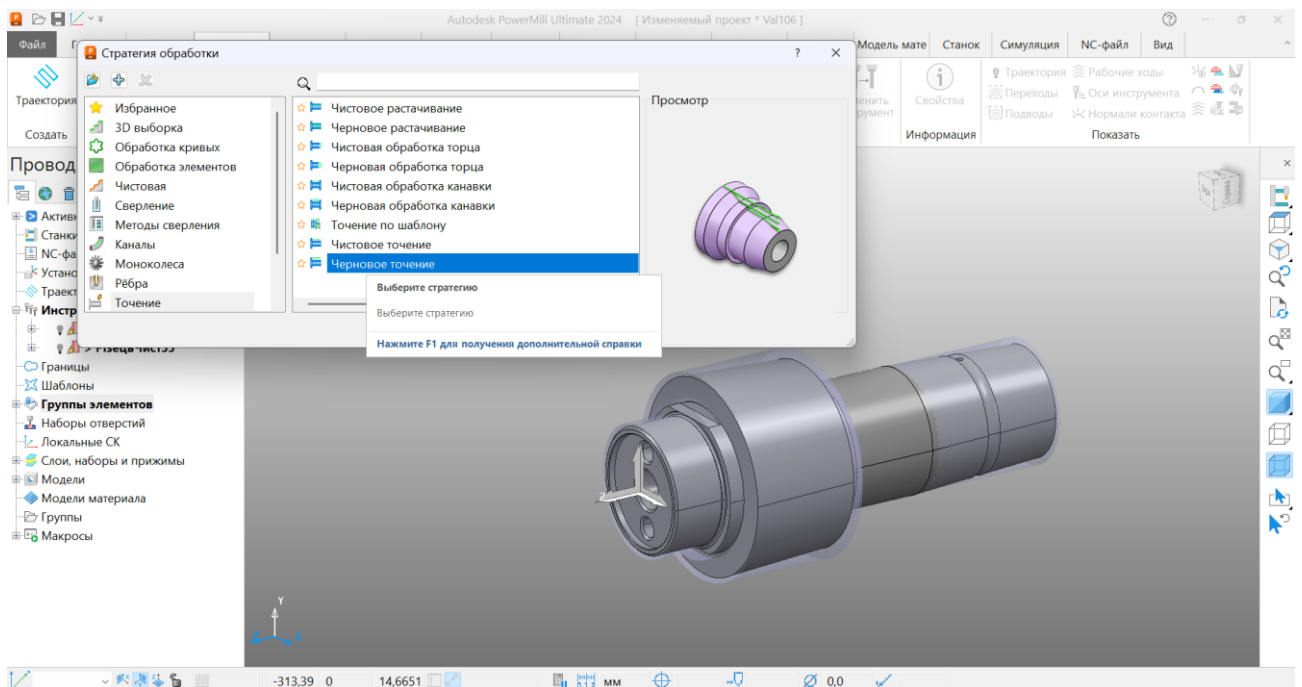 Autodesk PowerMill Ultimate 2024 [ Изменяемый проект * Val106 ]
Файл
Модель мате
Станок
Симуляция
NC-файл
Вид
Стратегия обработки
Траектория
Создать
Свойства
Информация
Траектория
Рабочие ходы
Переходы
Оси инструмента
Подводы
Нормали контакта
Показать
Избранное
3D выборка
Обработка кривых
Обработка элементов
Чистовая
Сверление
Методы сверления
Каналы
Моноколеса
Рёбра
Точение
Чистовое растачивание
Черновое растачивание
Чистовая обработка торца
Черновая обработка торца
Чистовая обработка канавки
Черновая обработка канавки
Точение по шаблону
Чистовое точение
Черновое точение
Просмотр
Выберите стратегию
Выберите стратегию
Нажмите F1 для получения дополнительной справки
Провод
Актив
Станки
NC-фа
Устано
Траект
Инстр
Границы
Шаблоны
Группы элементов
Наборы отверстий
Локальные СК
Слои, наборы и прижимы
Модели
Модели материала
Группы
Макросы
Z
Y
-313,39 0 14,6651
мм
0,0